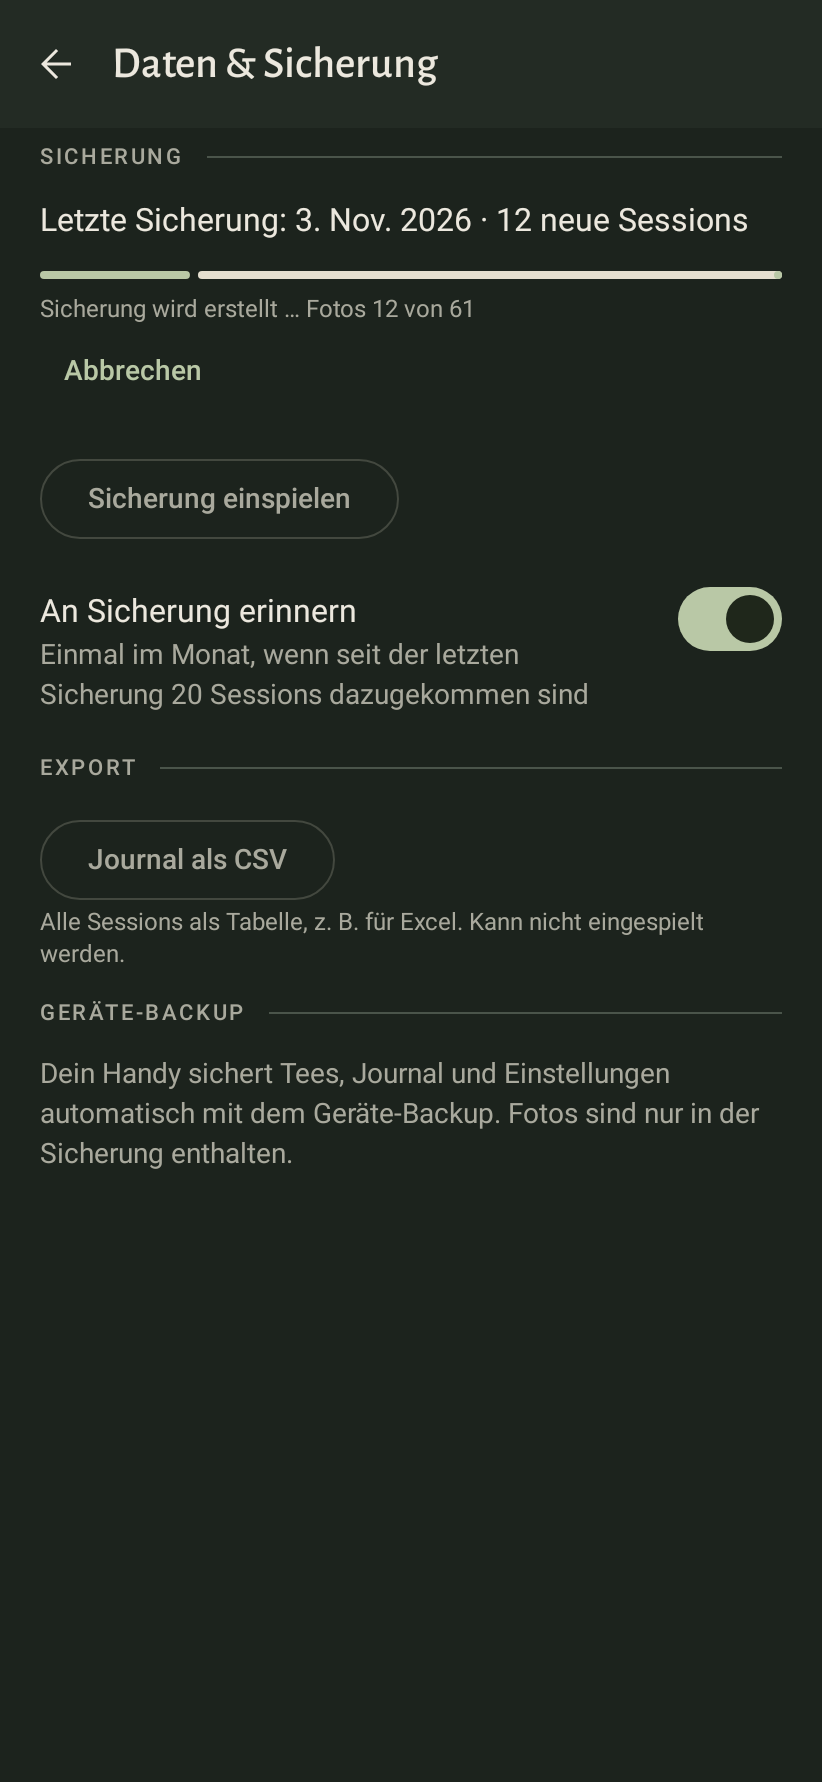 Daten & Sicherung
SICHERUNG
Letzte Sicherung: 3. Nov. 2026 · 12 neue Sessions
Sicherung wird erstellt … Fotos 12 von 61
Abbrechen
Sicherung einspielen
An Sicherung erinnern
Einmal im Monat, wenn seit der letzten
Sicherung 20 Sessions dazugekommen sind
EXPORT
Journal als CSV
Alle Sessions als Tabelle, z. B. für Excel. Kann nicht eingespielt
werden.
GERÄTE-BACKUP
Dein Handy sichert Tees, Journal und Einstellungen
automatisch mit dem Geräte-Backup. Fotos sind nur in der
Sicherung enthalten.